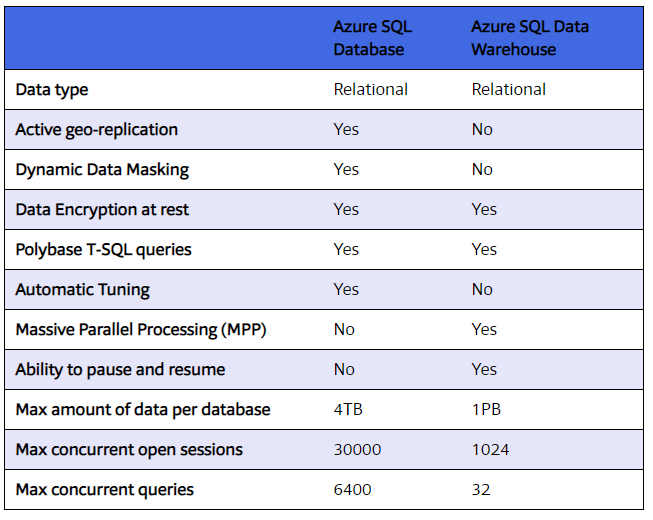 Azure SQL Database Azure SQL Data Warehouse
Data type Relational Relational
Active geo-replication Yes No
Dynamic Data Masking Yes No
Data Encryption at rest Yes Yes
Polybase T-SQL queries Yes Yes
Automatic Tuning Yes No
Massive Parallel Processing (MPP) No Yes
Ability to pause and resume No Yes
Max amount of data per database 4TB 1PB
Max concurrent open sessions 30000 1024
Max concurrent queries 6400 32